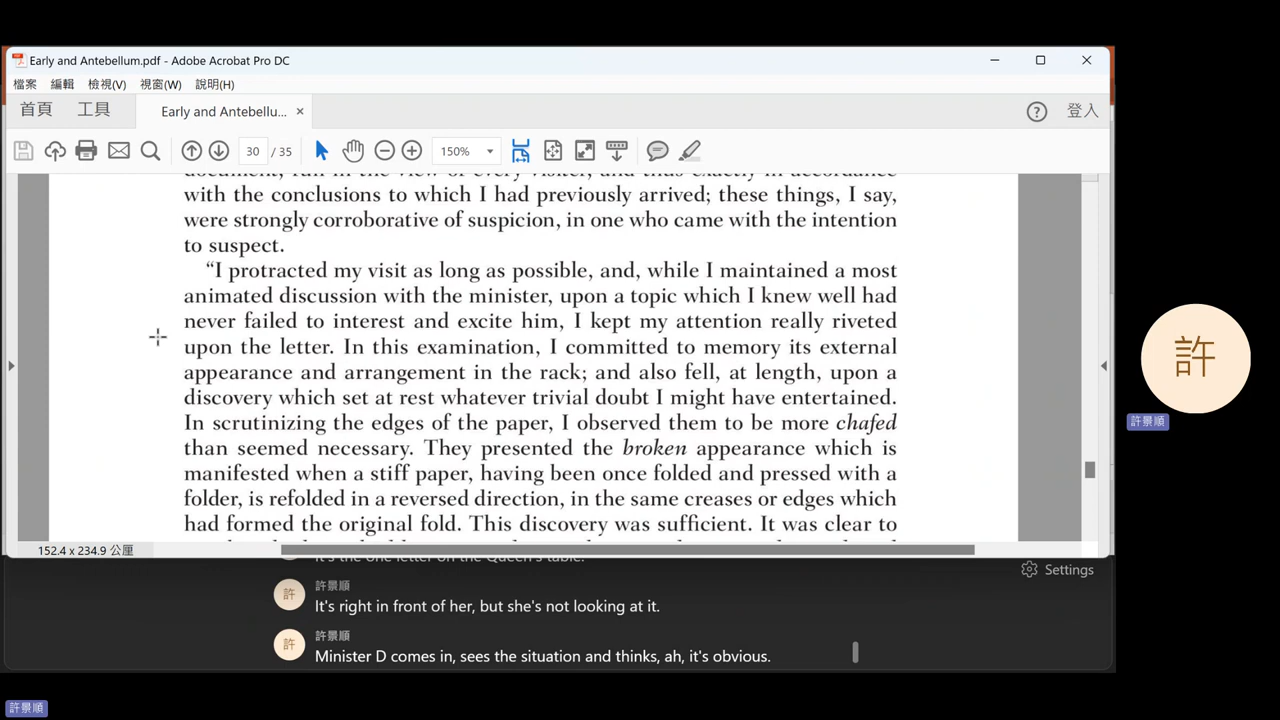 Early and Antebellum.pdf - Adobe Acrobat Pro DC
檔案 編輯 檢視(V) 視窗(W) 說明(H)
首頁 工具 Early and Antebellu... × 登入
30 / 35 150%
document, full in the view of every visitor, and thus exactly in accordance
with the conclusions to which I had previously arrived; these things, I say,
were strongly corroborative of suspicion, in one who came with the intention
to suspect.
“I protracted my visit as long as possible, and, while I maintained a most
animated discussion with the minister, upon a topic which I knew well had
never failed to interest and excite him, I kept my attention really riveted
upon the letter. In this examination, I committed to memory its external
appearance and arrangement in the rack; and also fell, at length, upon a
discovery which set at rest whatever trivial doubt I might have entertained.
In scrutinizing the edges of the paper, I observed them to be more chafed
than seemed necessary. They presented the broken appearance which is
manifested when a stiff paper, having been once folded and pressed with a
folder, is refolded in a reversed direction, in the same creases or edges which
had formed the original fold. This discovery was sufficient. It was clear to
152.4 x 234.9 公厘
It's the one letter on the Queen's table.
Settings
許 許景順
It's right in front of her, but she's not looking at it.
許 許景順
Minister D comes in, sees the situation and thinks, ah, it's obvious.
許
許景順
許景順